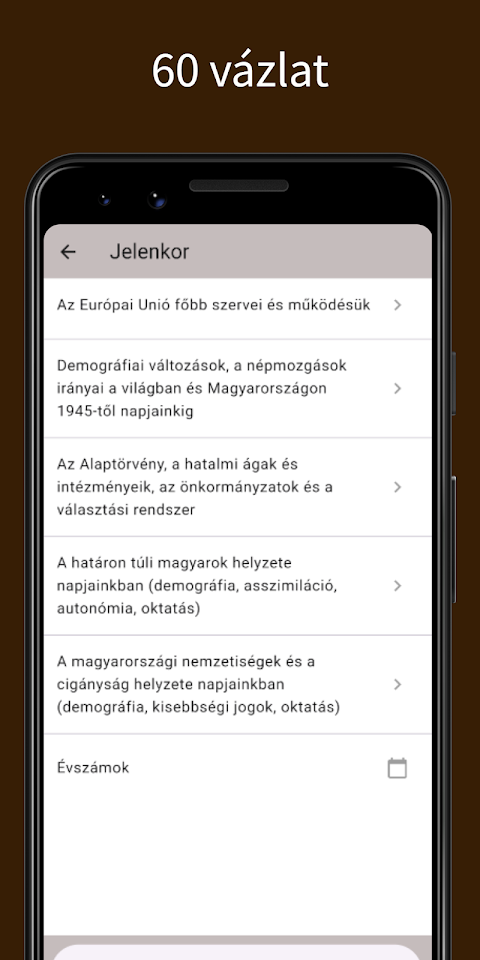 60 vázlat
Jelenkor
Az Európai Unió főbb szervei és működésük
Demográfiai változások, a népmozgások
irányai a világban és Magyarországon
1945-től napjainkig
Az Alaptörvény, a hatalmi ágak és
intézményeik, az önkormányzatok és a
választási rendszer
A határon túli magyarok helyzete
napjainkban (demográfia, asszimiláció,
autonómia, oktatás)
A magyarországi nemzetiségek és a
cigányság helyzete napjainkban
(demográfia, kisebbségi jogok, oktatás)
Évszámok